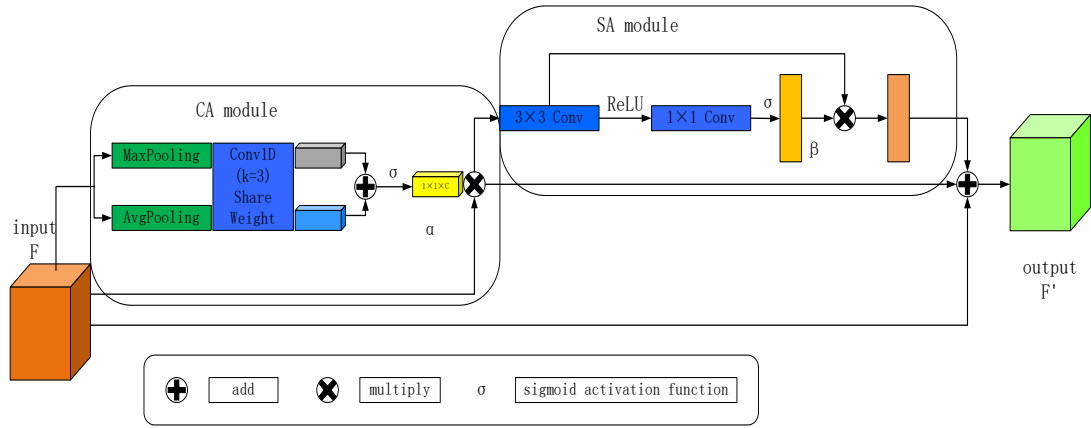 SA module
CA module
3×3 Conv
ReLU
1×1 Conv
σ
β
MaxPooling
AvgPooling
Conv1D
(k=3)
Share
Weight
σ
1×1×C
α
input
F
output
F'
add
multiply
σ
sigmoid activation function